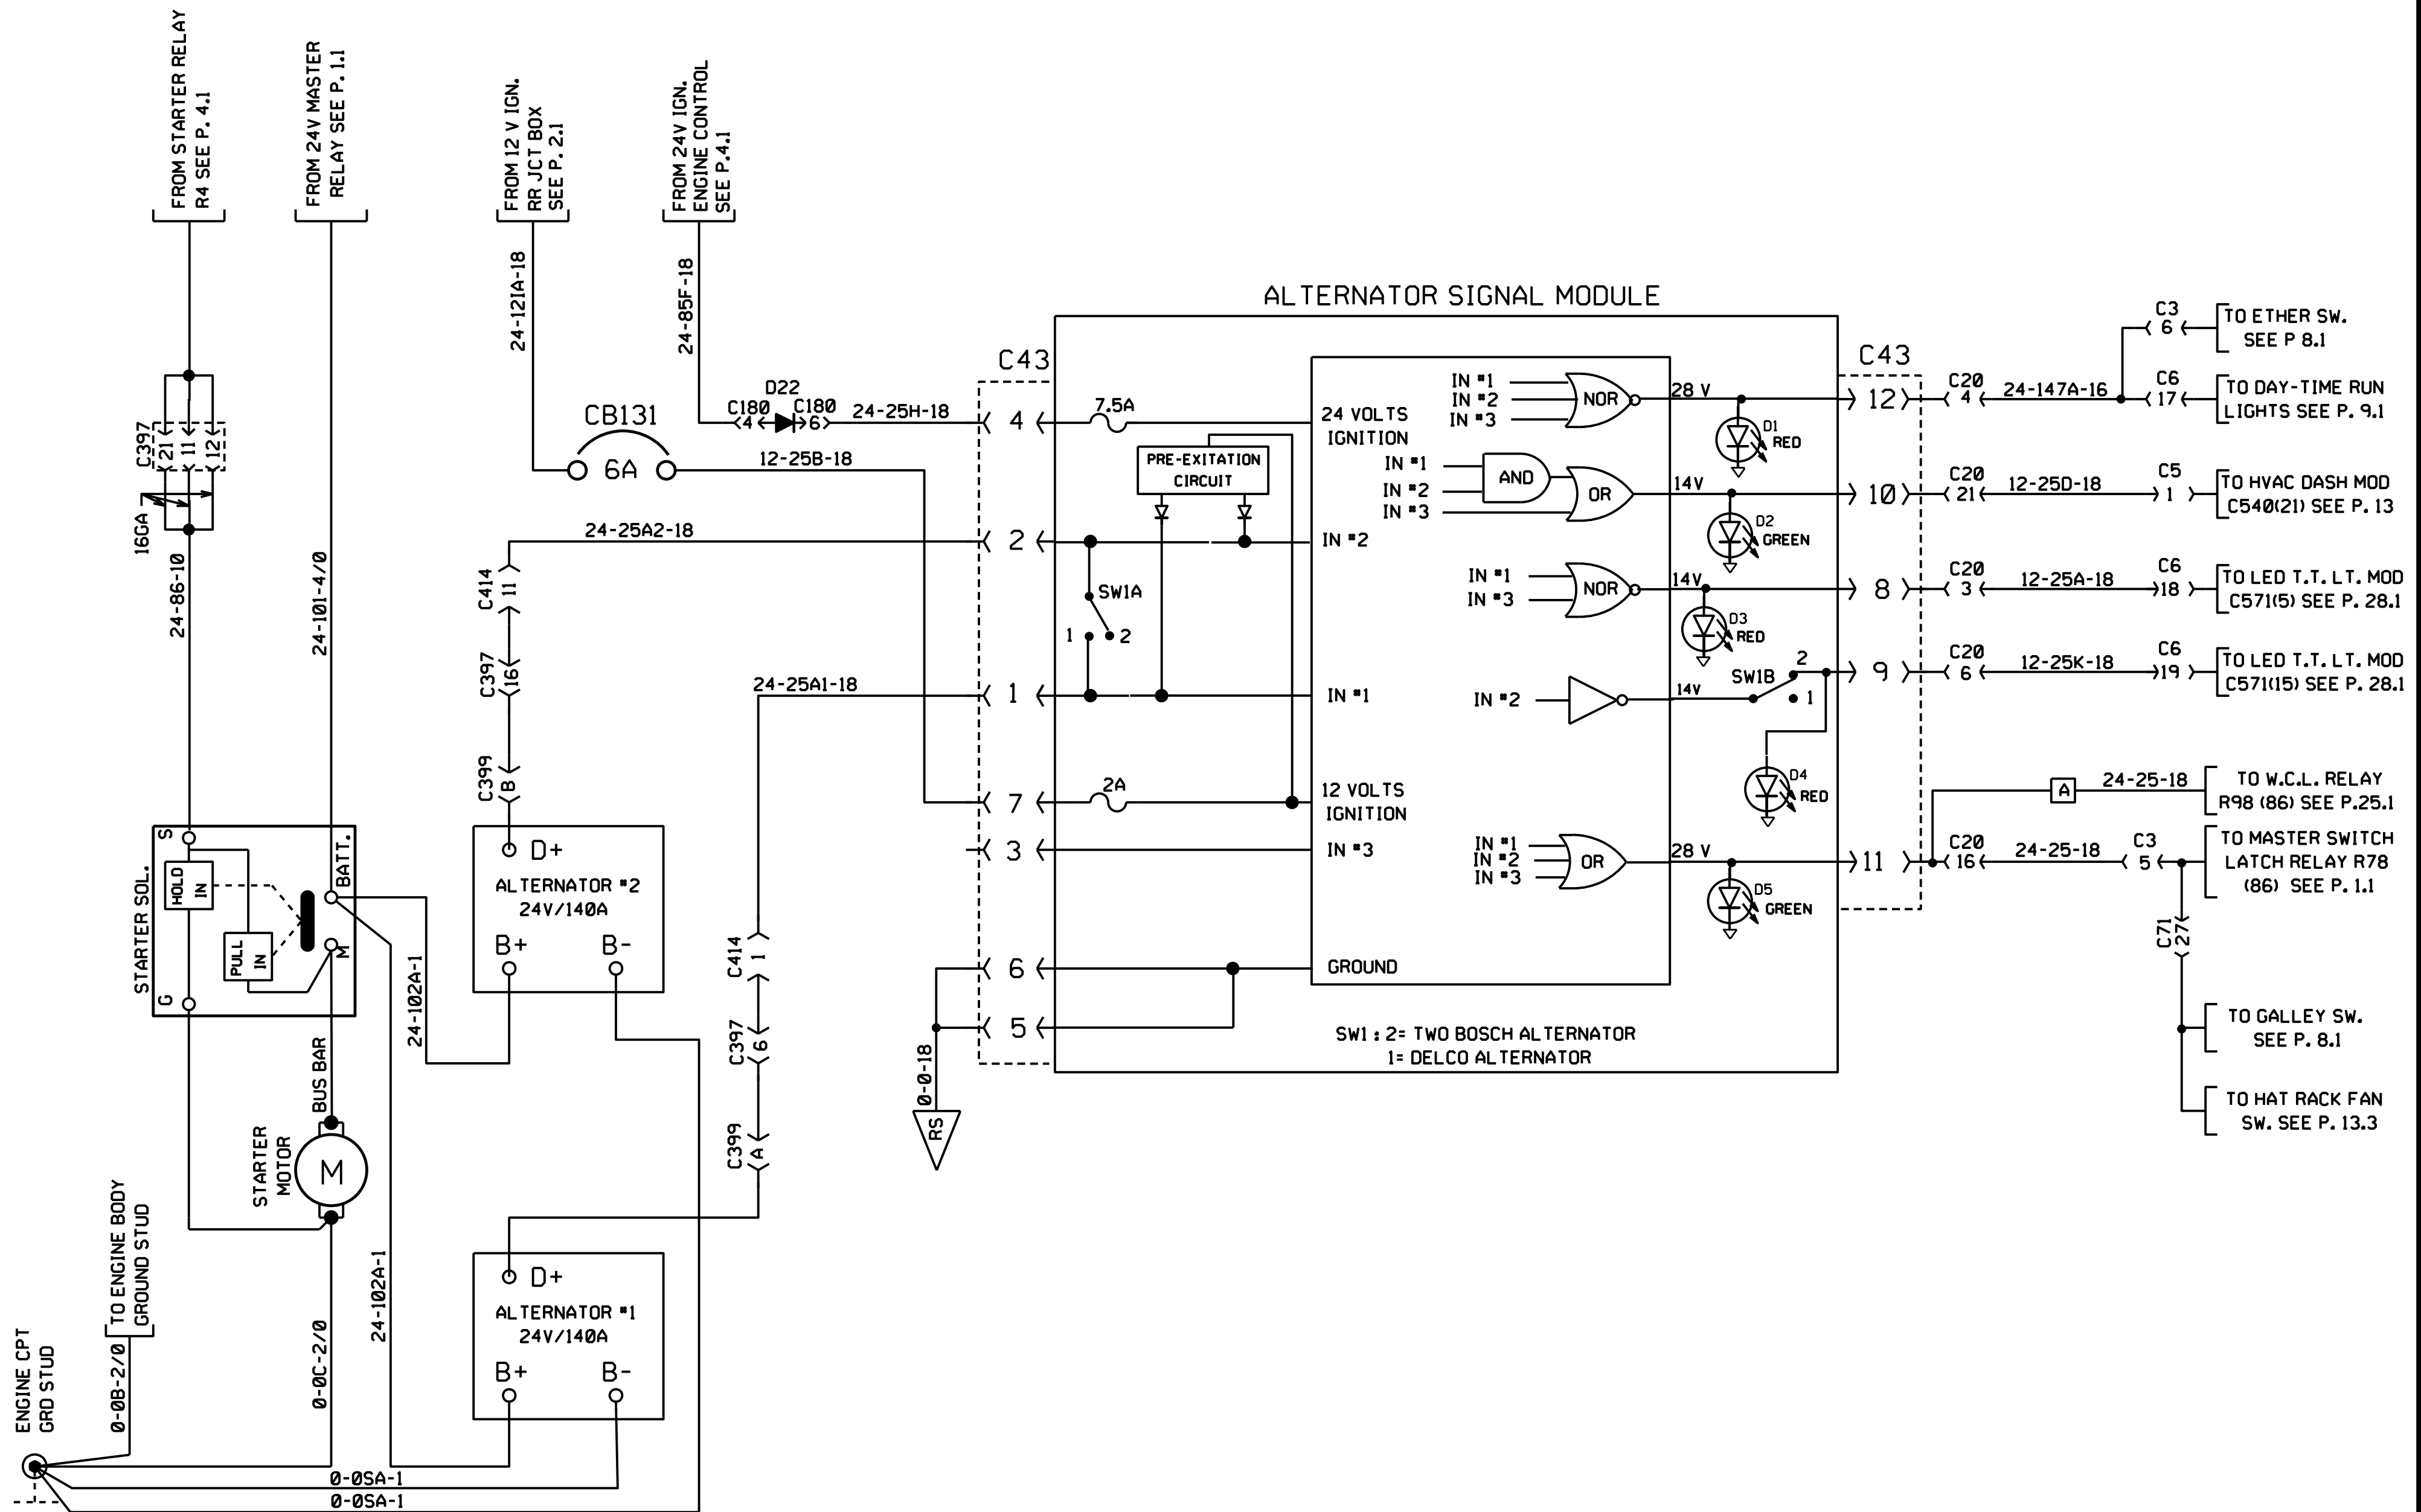 FROM STARTER RELAY
R4 SEE P. 4.1
FROM 24V MASTER
RELAY SEE P. 1.1
FROM 12 V IGN.
RR JCT BOX
SEE P. 2.1
FROM 24V IGN.
ENGINE CONTROL
SEE P.4.1
24-12IA-18
24-85F-18
C397
21
11
12
16GA
24-86-10
24-101-4/0
CB131
6A
D22
C180
4
C180
6
24-25H-18
12-25B-18
24-25A2-18
C414
11
C397
16
C399
B
24-25A1-18
C414
1
C397
6
C399
A
STARTER SOL.
S
HOLD
IN
PULL
IN
BATT.
M
G
24-102A-1
BUS BAR
STARTER
MOTOR
M
D+
ALTERNATOR #2
24V/140A
B+
B-
D+
ALTERNATOR #1
24V/140A
B+
B-
TO ENGINE BODY
GROUND STUD
ENGINE CPT
GRD STUD
0-0B-2/0
0-0C-2/0
24-102A-1
0-0SA-1
0-0SA-1
0-0-18
RS
ALTERNATOR SIGNAL MODULE
C43
4
2
1
7
3
6
5
7.5A
PRE-EXITATION
CIRCUIT
SW1A
1
2
2A
24 VOLTS
IGNITION
IN #2
IN #1
12 VOLTS
IGNITION
IN #3
GROUND
IN #1
IN #2
IN #3
NOR
28 V
D1
RED
IN #1
IN #2
IN #3
AND
OR
14V
D2
GREEN
IN #1
IN #3
NOR
14V
D3
RED
IN #2
14V
SW1B
2
1
D4
RED
IN #1
IN #2
IN #3
OR
28 V
D5
GREEN
SW1 : 2= TWO BOSCH ALTERNATOR
1= DELCO ALTERNATOR
C43
12
10
8
9
11
C20
4
24-147A-16
C3
6
TO ETHER SW.
SEE P 8.1
C6
17
TO DAY-TIME RUN
LIGHTS SEE P. 9.1
C20
21
12-25D-18
C5
1
TO HVAC DASH MOD
C540(21) SEE P. 13
C20
3
12-25A-18
C6
18
TO LED T.T. LT. MOD
C571(5) SEE P. 28.1
C20
6
12-25K-18
C6
19
TO LED T.T. LT. MOD
C571(15) SEE P. 28.1
A
24-25-18
TO W.C.L. RELAY
R98 (86) SEE P.25.1
C20
16
24-25-18
C3
5
TO MASTER SWITCH
LATCH RELAY R78
(86) SEE P. 1.1
C71
27
TO GALLEY SW.
SEE P. 8.1
TO HAT RACK FAN
SW. SEE P. 13.3